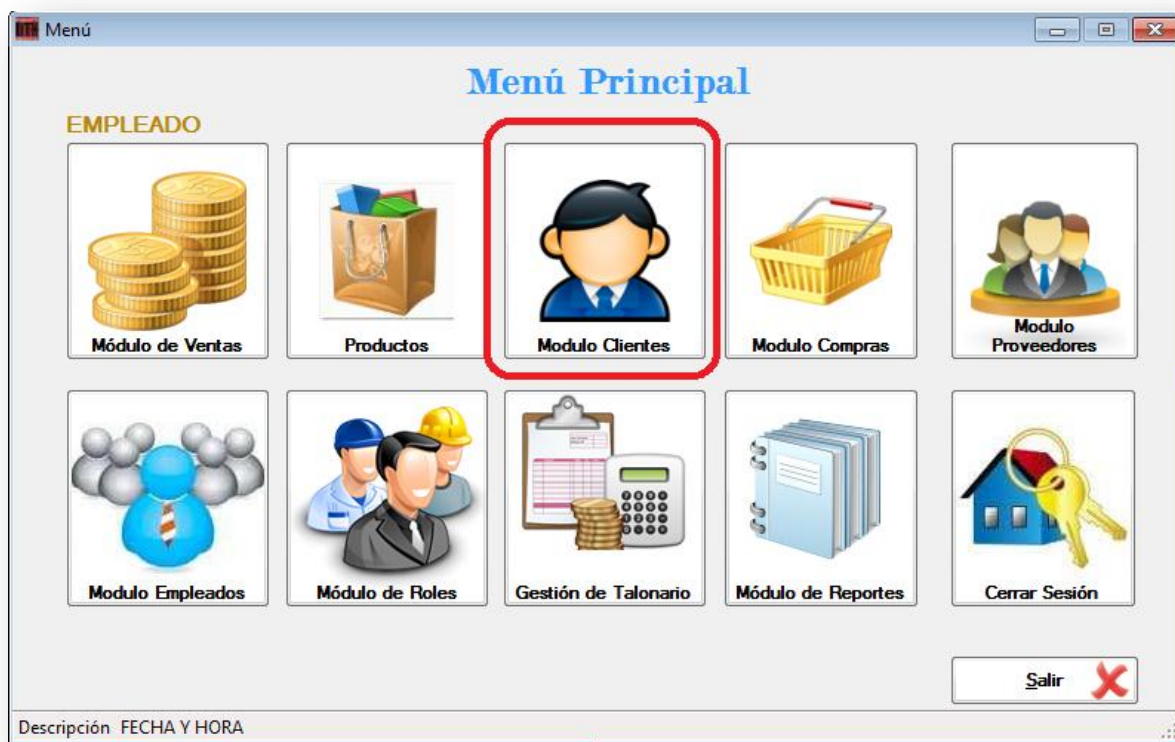 Menú
Menú Principal
EMPLEADO
Módulo de Ventas
Productos
Modulo Clientes
Modulo Compras
Modulo
Proveedores
Modulo Empleados
Módulo de Roles
Gestión de Talonario
Módulo de Reportes
Cerrar Sesión
Salir
Descripción FECHA Y HORA